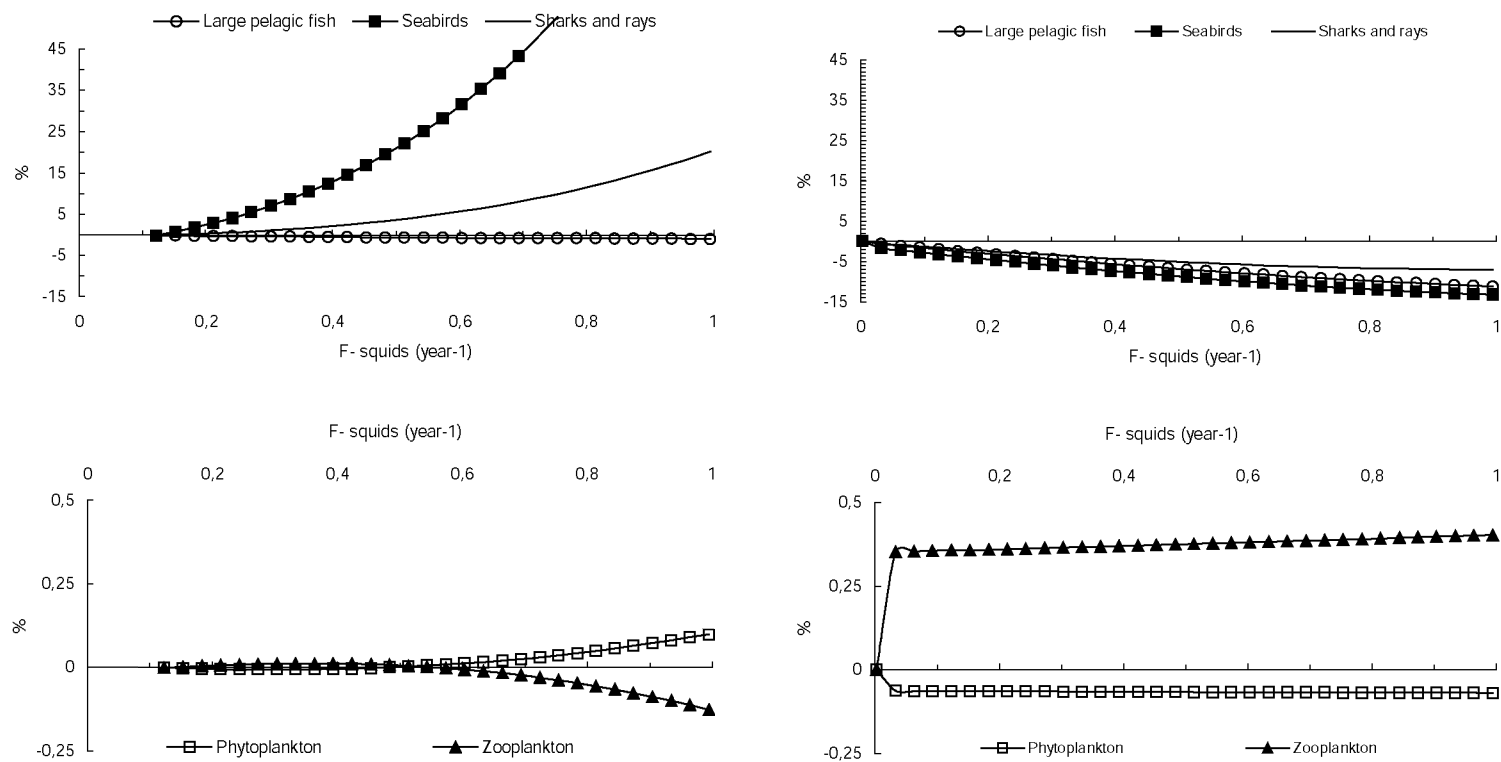 Large pelagic fish Seabirds Sharks and rays
45
35
25
15
5
-5
-15
%
0 0,2 0,4 0,6 0,8 1
F- squids (year-1)
Large pelagic fish Seabirds Sharks and rays
45
35
25
15
5
-5
-15
%
0 0,2 0,4 0,6 0,8 1
F- squids (year-1)
F- squids (year-1)
0 0,2 0,4 0,6 0,8 1
0,5
0,25
0
-0,25
%
Phytoplankton Zooplankton
F- squids (year-1)
0 0,2 0,4 0,6 0,8 1
0,5
0,25
0
-0,25
%
Phytoplankton Zooplankton